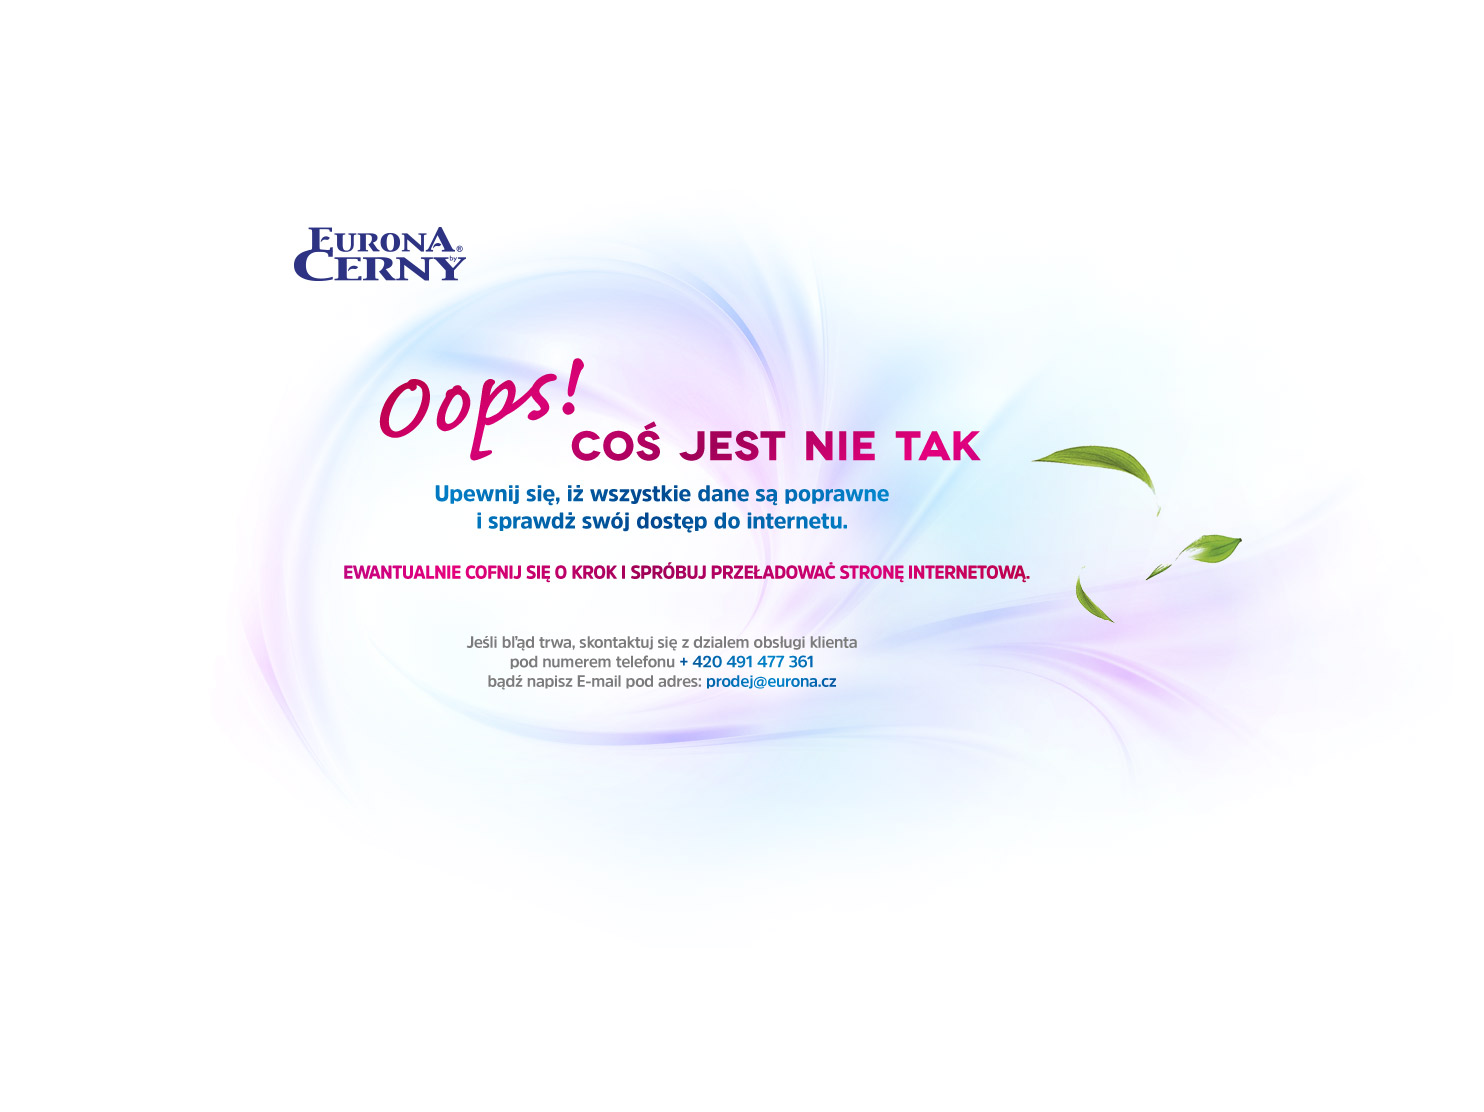 EURONA®
by
CERNY
Oops!
COŚ JEST NIE TAK
Upewnij się, iż wszystkie dane są poprawne
i sprawdż swój dostęp do internetu.
EWANTUALNIE COFNIJ SIĘ O KROK I SPRÓBUJ PRZEŁADOWAĆ STRONĘ INTERNETOWĄ.
Jeśli bľąd trwa, skontaktuj się z dzialem obsługi klienta
pod numerem telefonu + 420 491 477 361
bądź napisz E-mail pod adres: prodej@eurona.cz